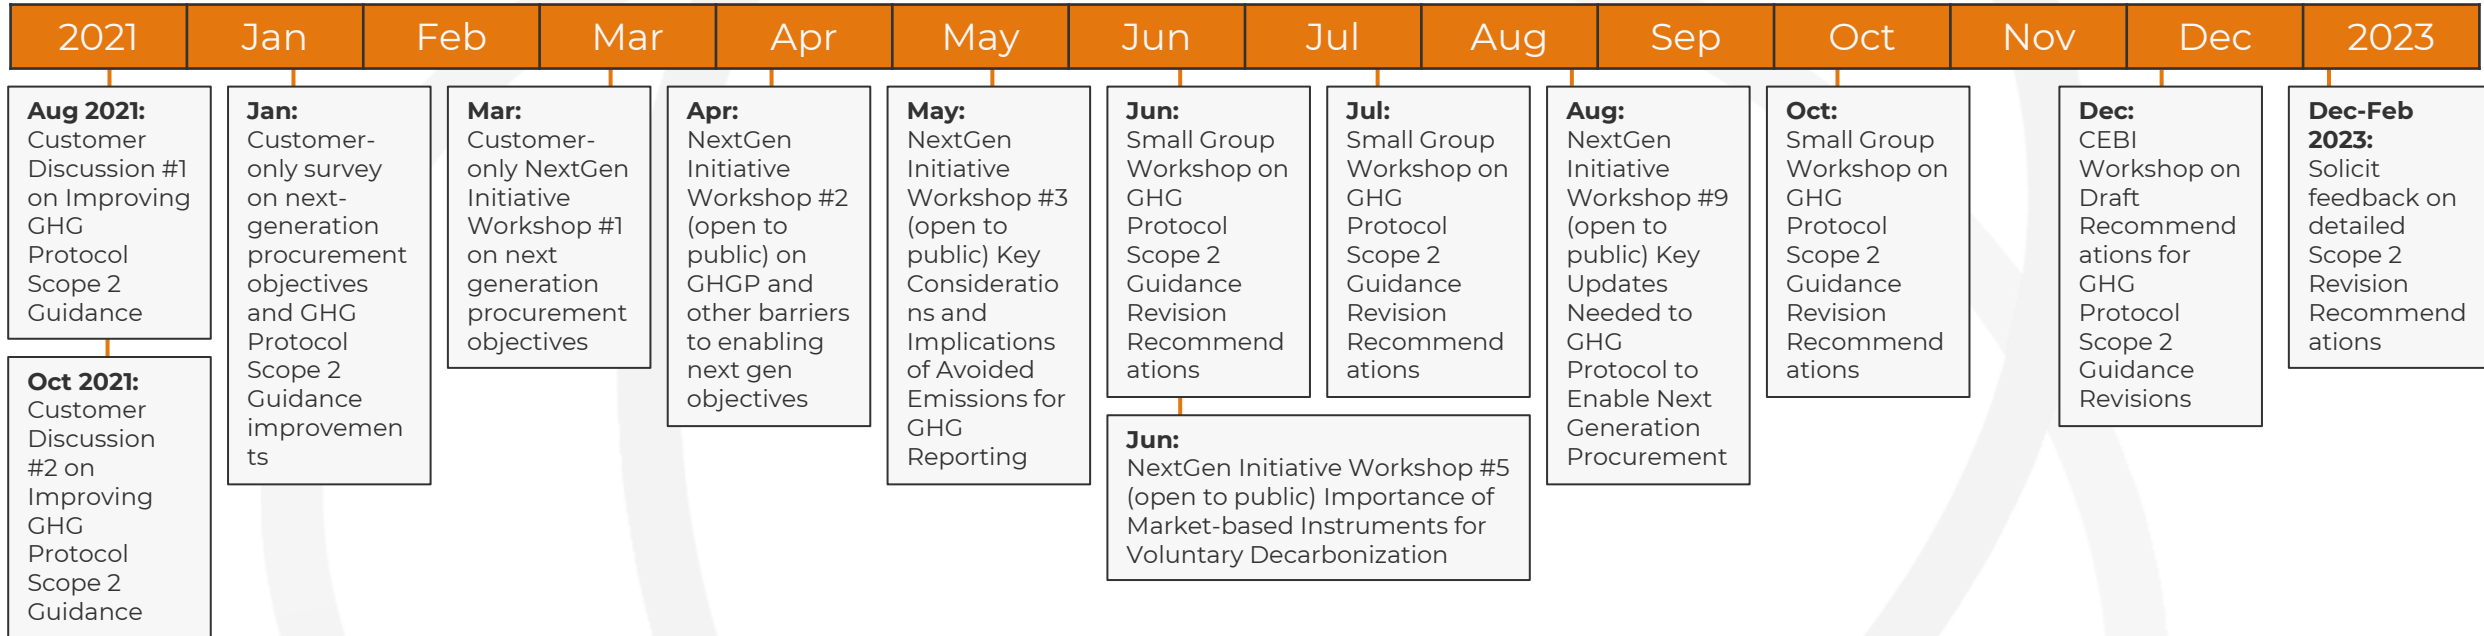 2021
Jan
Feb
Mar
Apr
May
Jun
Jul
Aug
Sep
Oct
Nov
Dec
2023
Aug 2021:
Customer
Discussion #1
on Improving
GHG
Protocol
Scope 2
Guidance
Oct 2021:
Customer
Discussion
#2 on
Improving
GHG
Protocol
Scope 2
Guidance
Jan:
Customer-
only survey
on next-
generation
procurement
objectives
and GHG
Protocol
Scope 2
Guidance
improvemen
ts
Mar:
Customer-
only NextGen
Initiative
Workshop #1
on next
generation
procurement
objectives
Apr:
NextGen
Initiative
Workshop #2
(open to
public) on
GHGP and
other barriers
to enabling
next gen
objectives
May:
NextGen
Initiative
Workshop #3
(open to
public) Key
Consideratio
ns and
Implications
of Avoided
Emissions for
GHG
Reporting
Jun:
Small Group
Workshop on
GHG
Protocol
Scope 2
Guidance
Revision
Recommend
ations
Jun:
NextGen Initiative Workshop #5
(open to public) Importance of
Market-based Instruments for
Voluntary Decarbonization
Jul:
Small Group
Workshop on
GHG
Protocol
Scope 2
Guidance
Revision
Recommend
ations
Aug:
NextGen
Initiative
Workshop #9
(open to
public) Key
Updates
Needed to
GHG
Protocol to
Enable Next
Generation
Procurement
Oct:
Small Group
Workshop on
GHG
Protocol
Scope 2
Guidance
Revision
Recommend
ations
Dec:
CEBI
Workshop on
Draft
Recommend
ations for
GHG
Protocol
Scope 2
Guidance
Revisions
Dec-Feb
2023:
Solicit
feedback on
detailed
Scope 2
Revision
Recommend
ations